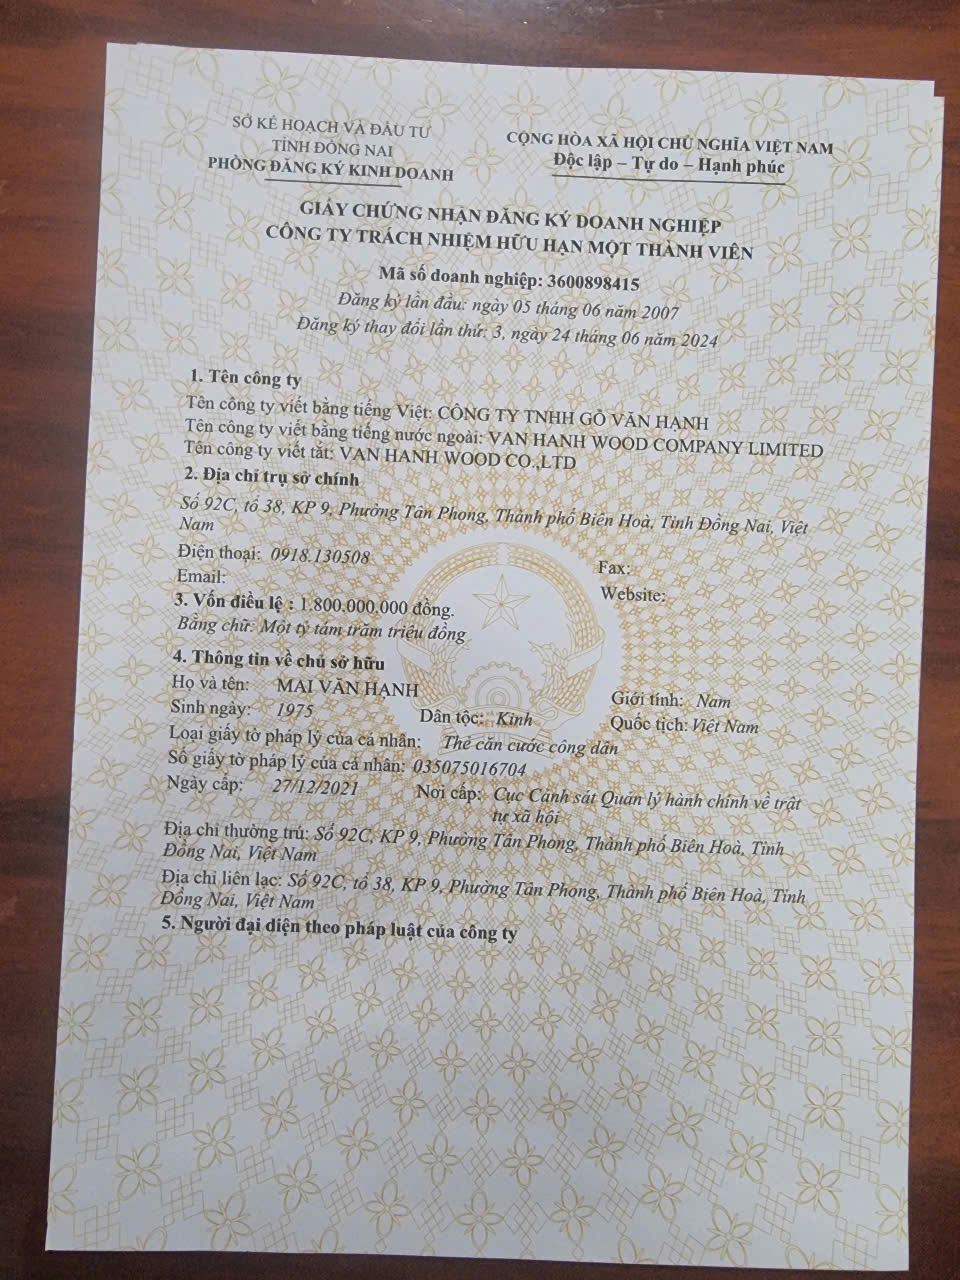 SỞ KẾ HOẠCH VÀ ĐẦU TƯ
TỈNH ĐỒNG NAI
PHÒNG ĐĂNG KÝ KINH DOANH
CỘNG HÒA XÃ HỘI CHỦ NGHĨA VIỆT NAM
Độc lập – Tự do – Hạnh phúc
GIẤY CHỨNG NHẬN ĐĂNG KÝ DOANH NGHIỆP
CÔNG TY TRÁCH NHIỆM HỮU HẠN MỘT THÀNH VIÊN
Mã số doanh nghiệp: 3600898415
Đăng ký lần đầu: ngày 05 tháng 06 năm 2007
Đăng ký thay đổi lần thứ: 3, ngày 24 tháng 06 năm 2024
1. Tên công ty
Tên công ty viết bằng tiếng Việt: CÔNG TY TNHH GỖ VĂN HẠNH
Tên công ty viết bằng tiếng nước ngoài: VAN HANH WOOD COMPANY LIMITED
Tên công ty viết tắt: VAN HANH WOOD CO.,LTD
2. Địa chỉ trụ sở chính
Số 92C, tổ 38, KP 9, Phường Tân Phong, Thành phố Biên Hoà, Tỉnh Đồng Nai, Việt
Nam
Điện thoại: 0918.130508 Fax:
Email: Website:
3. Vốn điều lệ : 1.800.000.000 đồng.
Bằng chữ: Một tỷ tám trăm triệu đồng
4. Thông tin về chủ sở hữu
Họ và tên: MAI VĂN HẠNH Giới tính: Nam
Sinh ngày: 1975 Dân tộc: Kinh Quốc tịch: Việt Nam
Loại giấy tờ pháp lý của cá nhân: Thẻ căn cước công dân
Số giấy tờ pháp lý của cá nhân: 035075016704
Ngày cấp: 27/12/2021 Nơi cấp: Cục Cảnh sát Quản lý hành chính về trật
tự xã hội
Địa chỉ thường trú: Số 92C, KP 9, Phường Tân Phong, Thành phố Biên Hoà, Tỉnh
Đồng Nai, Việt Nam
Địa chỉ liên lạc: Số 92C, tổ 38, KP 9, Phường Tân Phong, Thành phố Biên Hoà, Tỉnh
Đồng Nai, Việt Nam
5. Người đại diện theo pháp luật của công ty